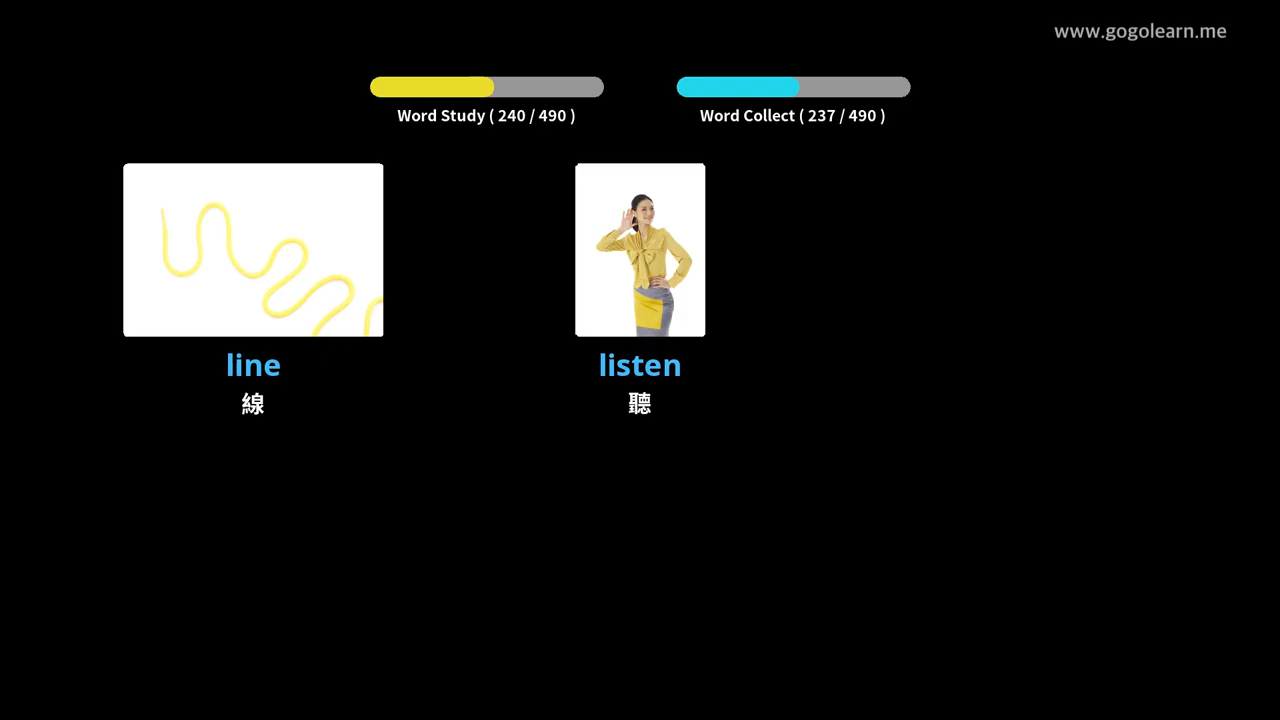 www.gogolearn.me
Word Study ( 240 / 490 )
Word Collect ( 237 / 490 )
line
線
listen
聽